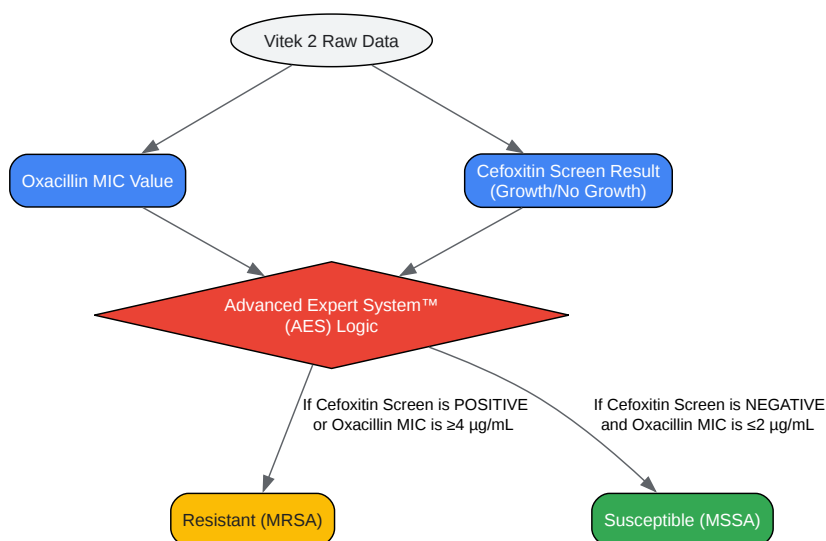 Vitek 2 Raw Data
Oxacillin MIC Value
Cefoxitin Screen Result
(Growth/No Growth)
Advanced Expert System™
(AES) Logic
If Cefoxitin Screen is POSITIVE
or Oxacillin MIC is ≥4 µg/mL
If Cefoxitin Screen is NEGATIVE
and Oxacillin MIC is ≤2 µg/mL
Resistant (MRSA)
Susceptible (MSSA)